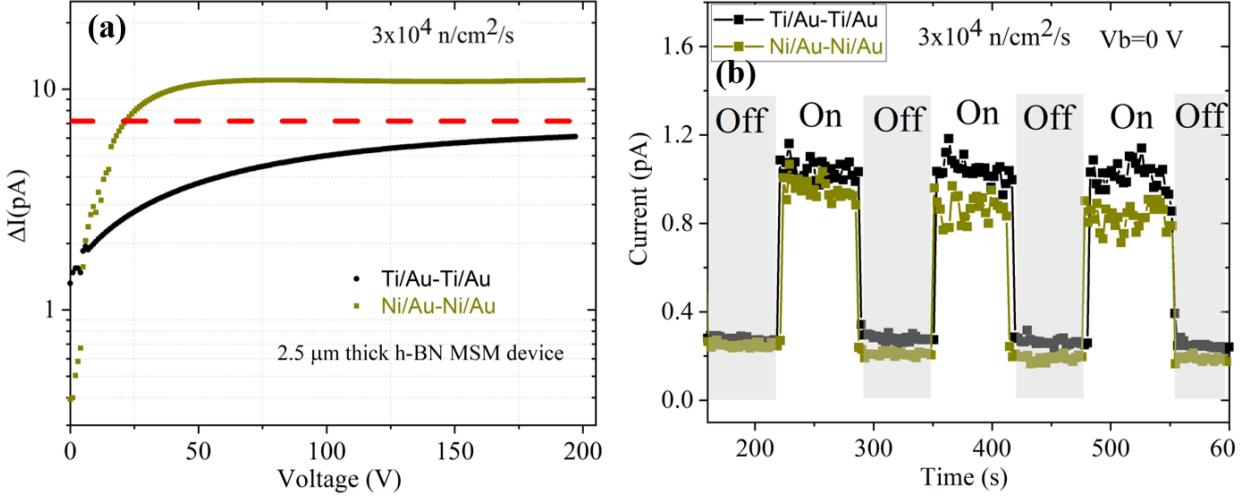 (a)
3x10⁴ n/cm²/s
10
1
ΔI(pA)
Ti/Au-Ti/Au
Ni/Au-Ni/Au
2.5 μm thick h-BN MSM device
0 50 100 150 200
Voltage (V)
Ti/Au-Ti/Au
Ni/Au-Ni/Au
3x10⁴ n/cm²/s Vb=0 V
(b)
Off On Off On Off On Off
1.6
1.2
0.8
0.4
0.0
Current (pA)
200 300 400 500 60
Time (s)